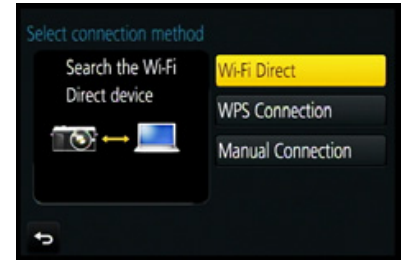 Select connection method
Search the Wi-Fi
Direct device
Wi-Fi Direct
WPS Connection
Manual Connection